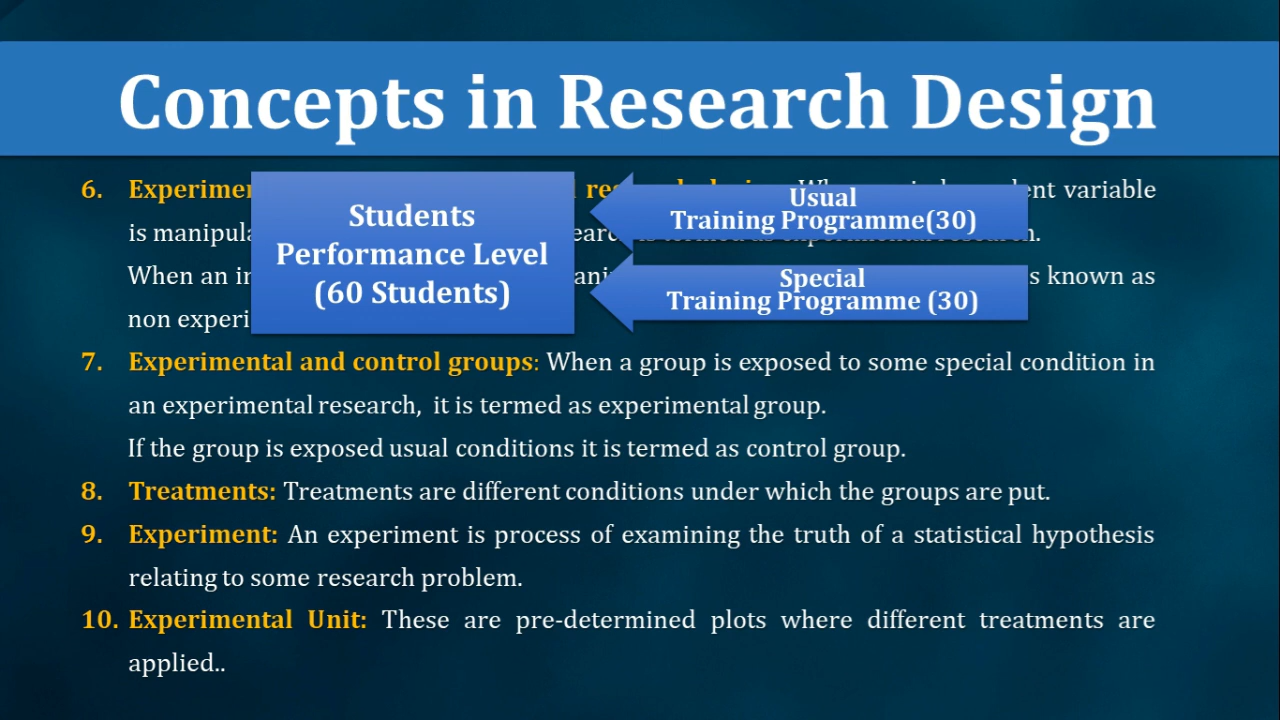 Concepts in Research Design
6. Experimen
variable
is manipula
When an in
s known as
non experi
Students
Performance Level
(60 Students)
Usual
Training Programme(30)
Special
Training Programme (30)
7. Experimental and control groups: When a group is exposed to some special condition in
an experimental research, it is termed as experimental group.
If the group is exposed usual conditions it is termed as control group.
8. Treatments: Treatments are different conditions under which the groups are put.
9. Experiment: An experiment is process of examining the truth of a statistical hypothesis
relating to some research problem.
10. Experimental Unit: These are pre-determined plots where different treatments are
applied..